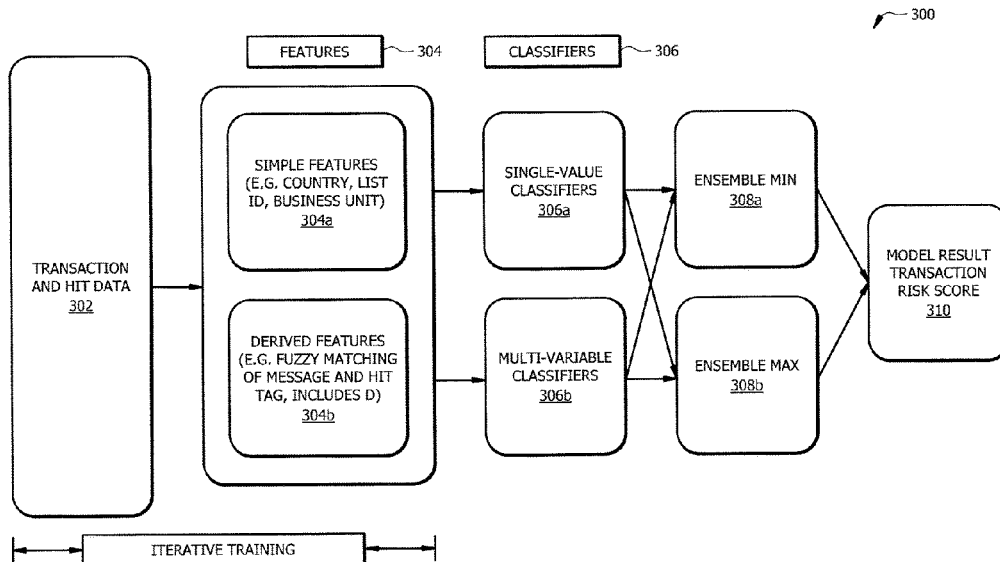 300
FEATURES
304
CLASSIFIERS
306
TRANSACTION
AND HIT DATA
302
SIMPLE FEATURES
(E.G. COUNTRY, LIST
ID, BUSINESS UNIT)
304a
DERIVED FEATURES
(E.G. FUZZY MATCHING
OF MESSAGE AND HIT
TAG, INCLUDES D)
304b
SINGLE-VALUE
CLASSIFIERS
306a
MULTI-VARIABLE
CLASSIFIERS
306b
ENSEMBLE MIN
308a
ENSEMBLE MAX
308b
MODEL RESULT
TRANSACTION
RISK SCORE
310
ITERATIVE TRAINING